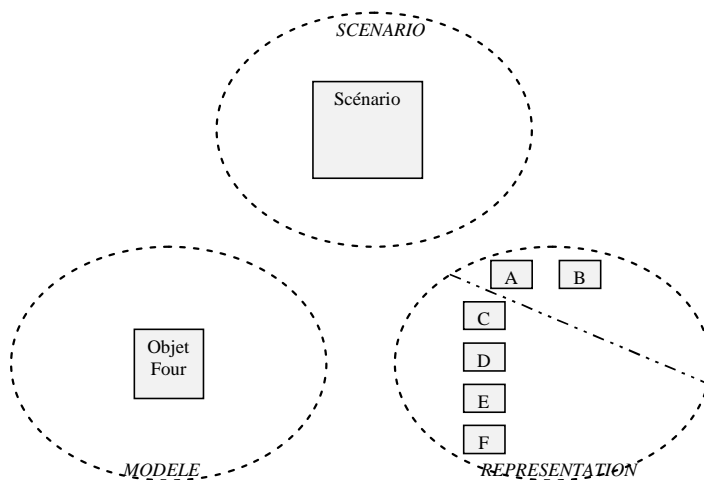 SCENARIO
Scénario
A
B
C
D
E
F
Objet
Four
MODELE
REPRESENTATION